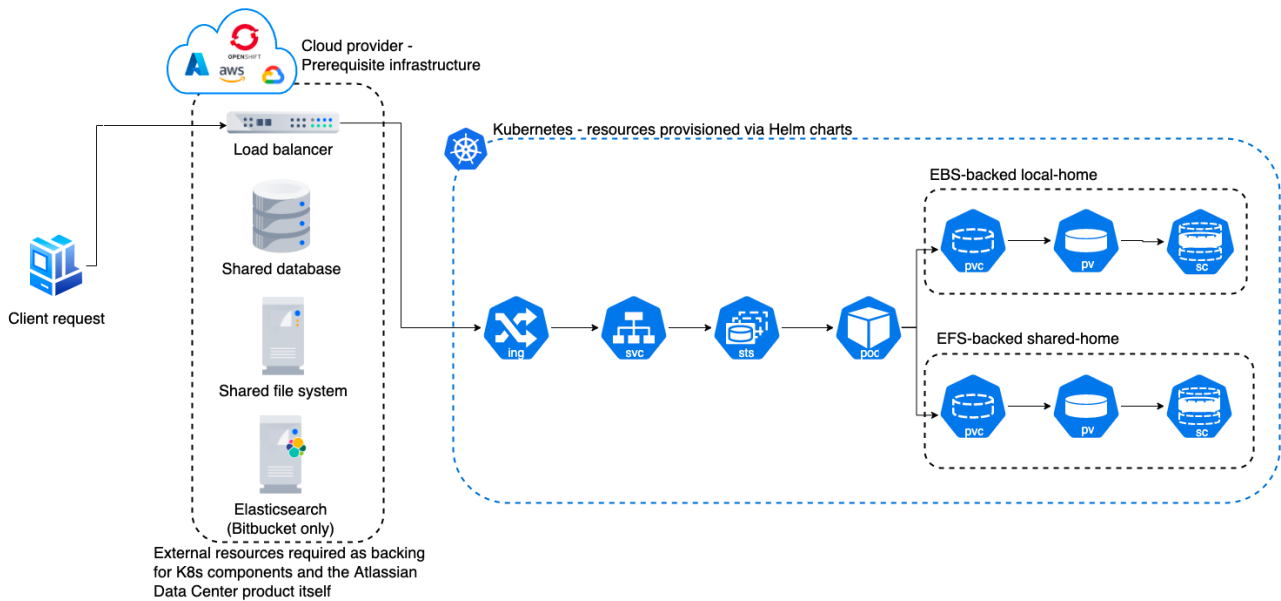 OPENSHIFT
aws
Cloud provider -
Prerequisite infrastructure
Load balancer
Shared database
Shared file system
Elasticsearch
(Bitbucket only)
External resources required as backing
for K8s components and the Atlassian
Data Center product itself
Client request
Kubernetes - resources provisioned via Helm charts
ing
svc
sts
pod
EBS-backed local-home
pvc
pv
sc
EFS-backed shared-home
pvc
pv
sc